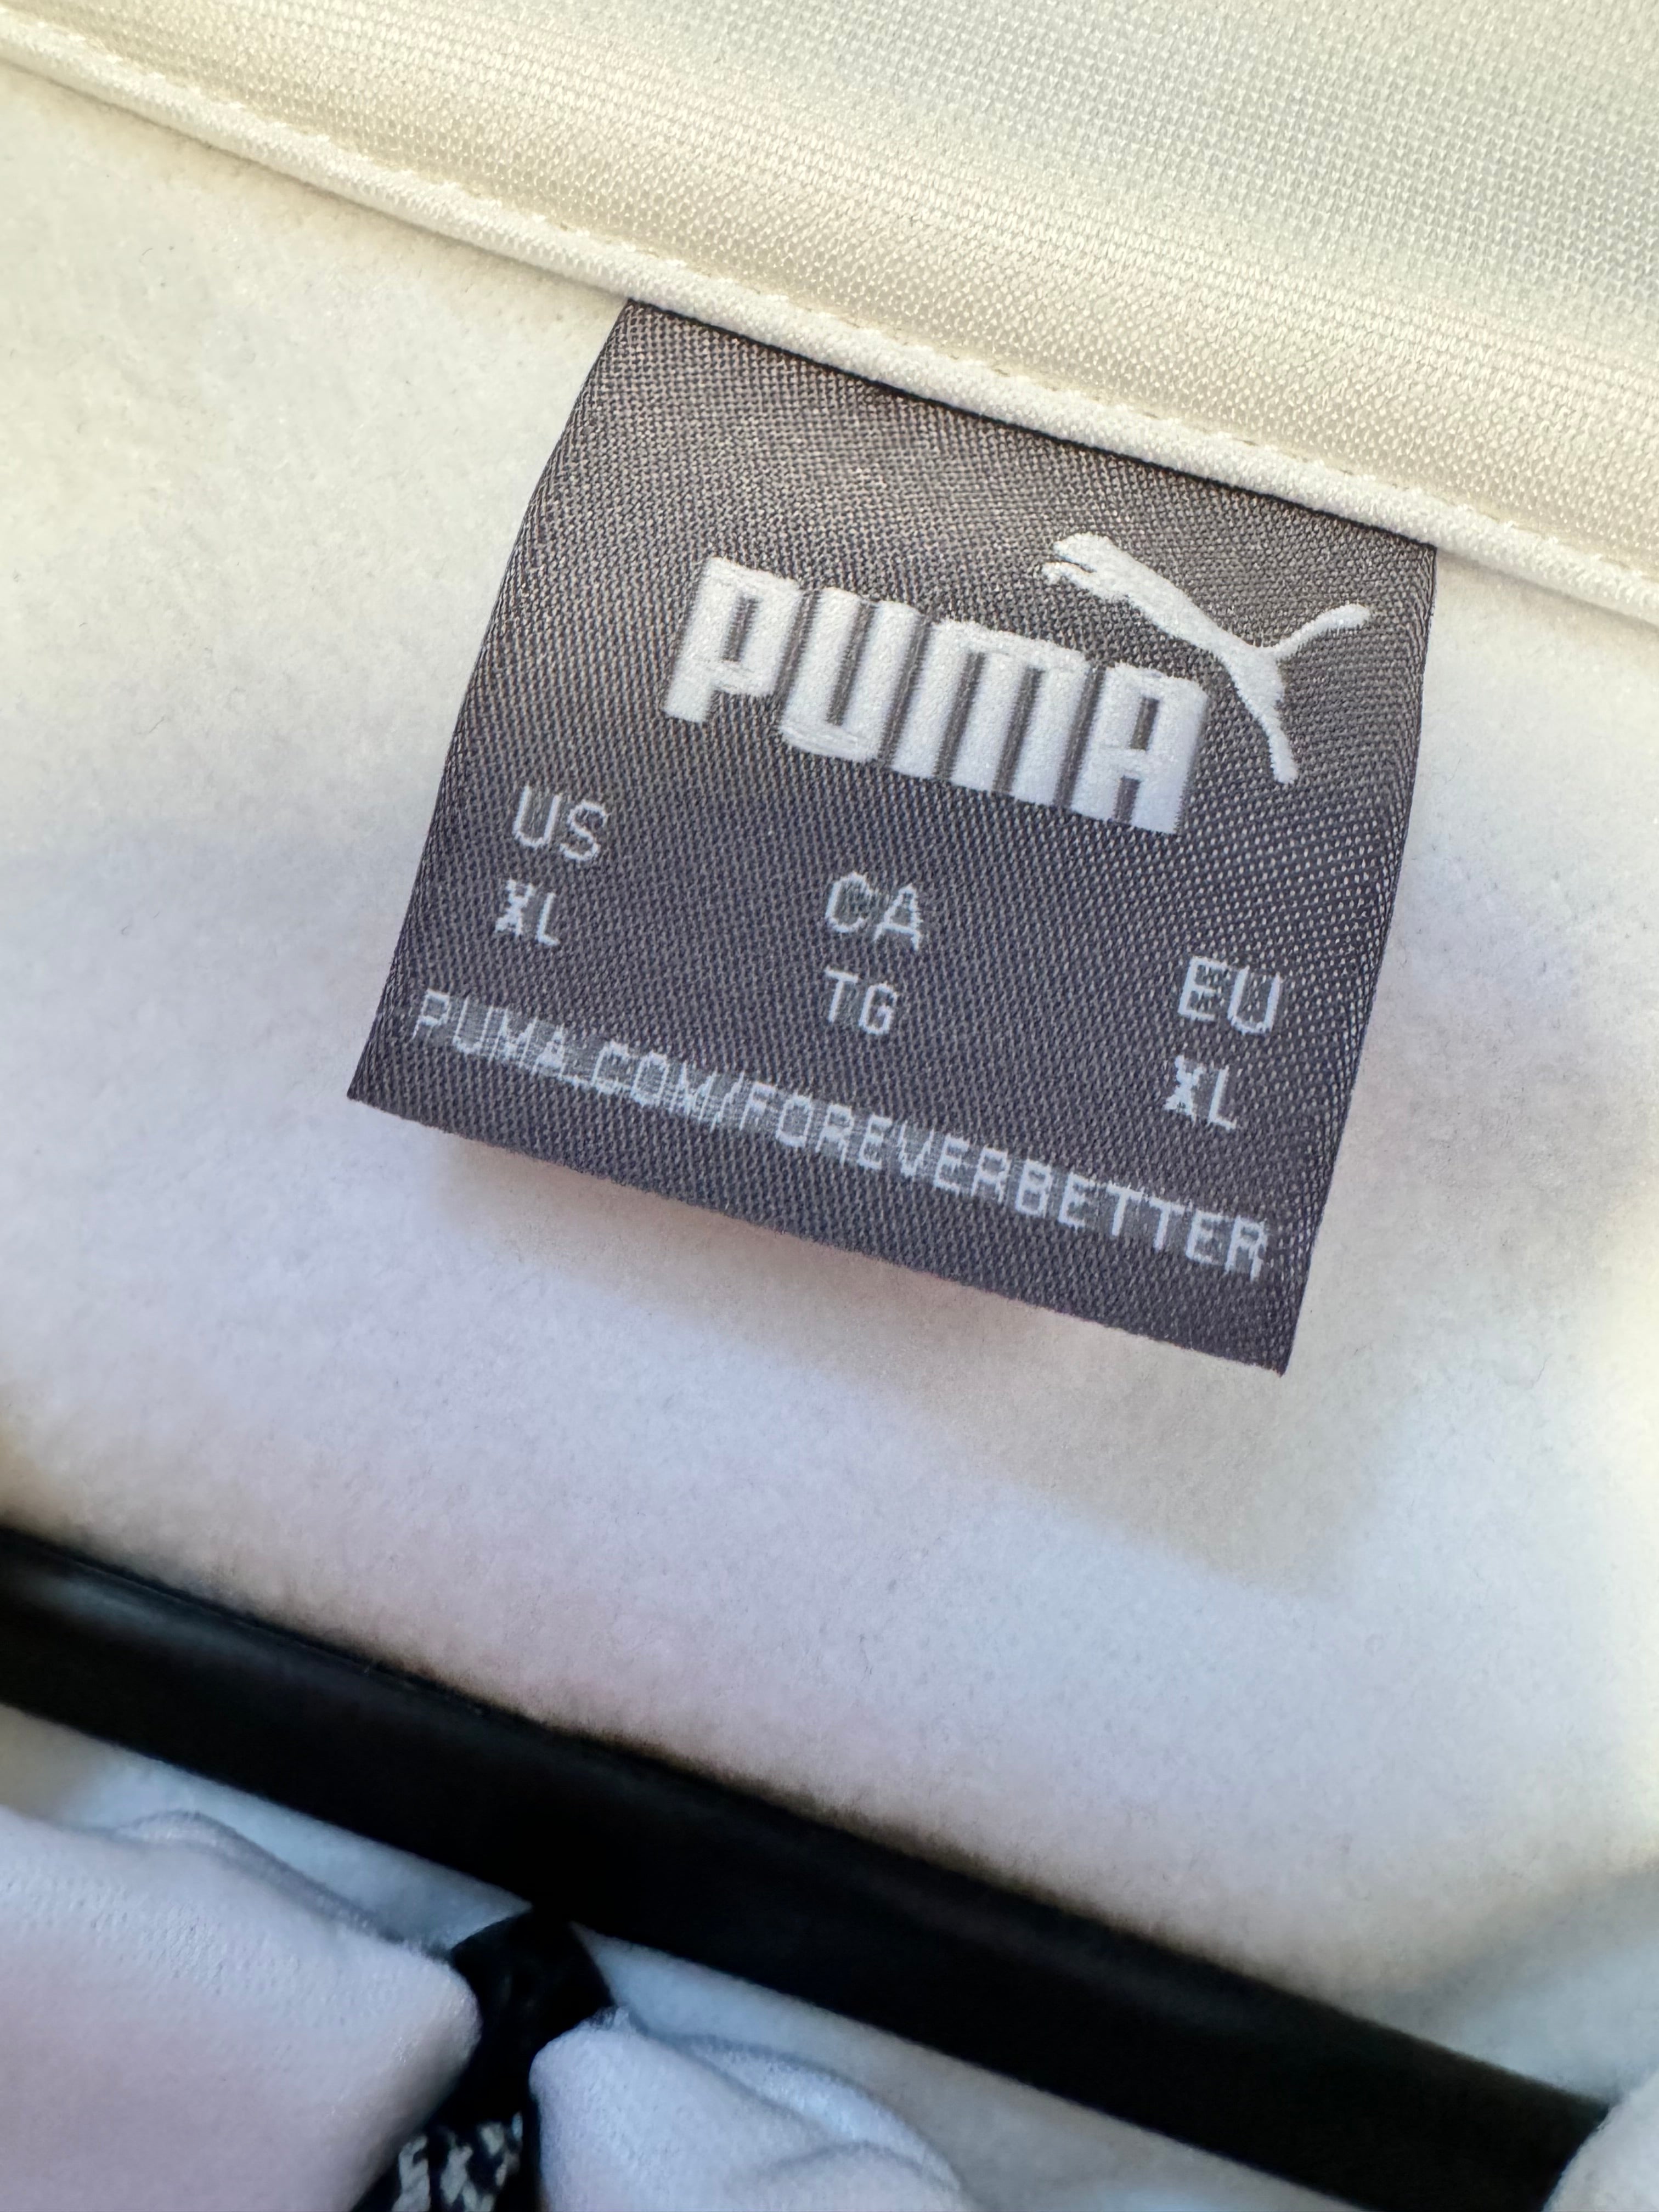 PUMA
US CA EU
XL TG XL
PUMA.COM/FOREVERBETTER